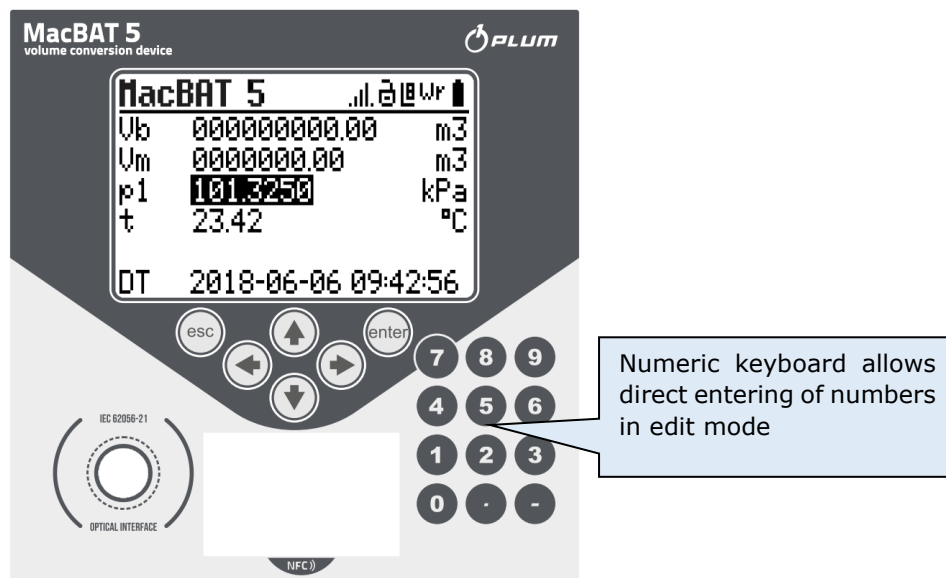 MacBAT 5
volume conversion device
PLUM
MacBAT 5 Wr
Vb 000000000.00 m3
Vm 0000000.00 m3
p1 101.3250 kPa
t 23.42 °C
DT 2018-06-06 09:42:56
esc enter
7 8 9
4 5 6
1 2 3
0 . -
Numeric keyboard allows
direct entering of numbers
in edit mode
IEC 62056-21
OPTICAL INTERFACE
NFC